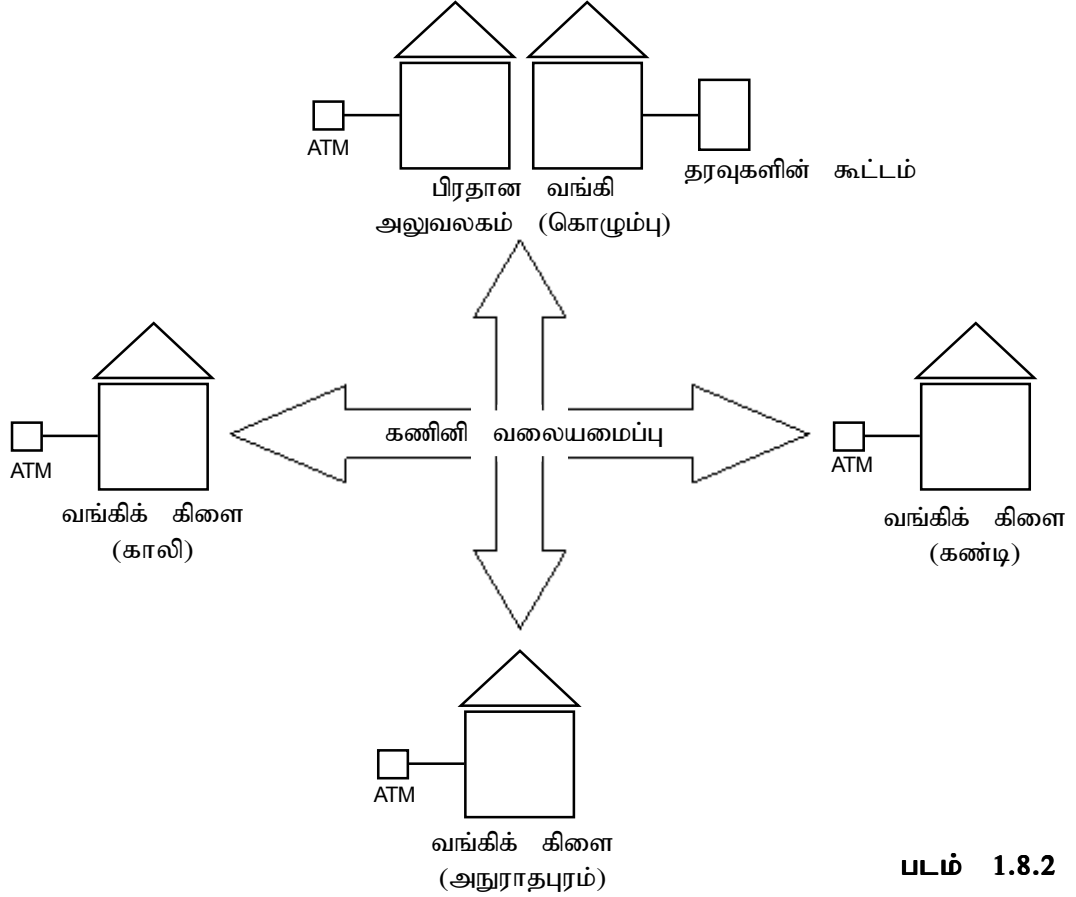 ATM
தரவுகளின் கூட்டம்
பிரதான வங்கி
அலுவலகம் (கொழும்பு)
கணினி வலையமைப்பு
ATM
வங்கிக் கிளை
(காலி)
ATM
வங்கிக் கிளை
(கண்டி)
ATM
வங்கிக் கிளை
(அநுராதபுரம்)
படம் 1.8.2